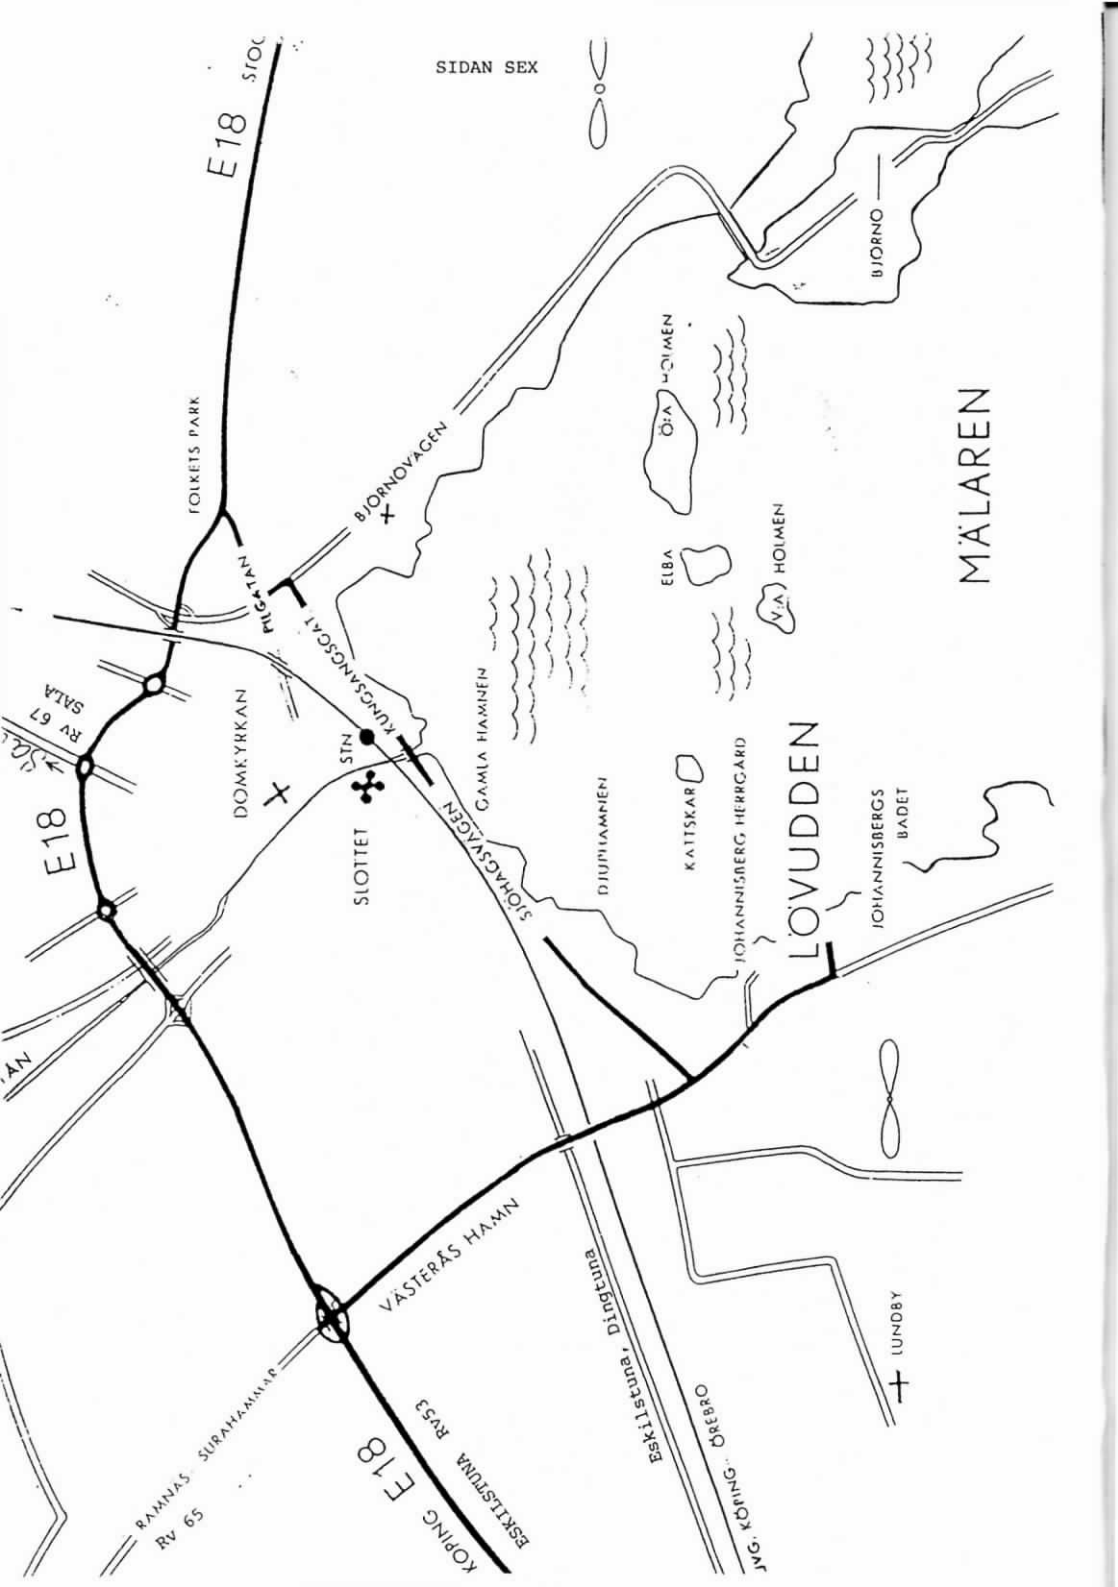 SIDAN SEX
E18
FOLKETS PARK
BJÖRNÖ
Ö:A HOLMEN
BJÖRNÖVÄGEN
MÄLAREN
ELBA
V:A HOLMEN
PILGATAN
KUNGSÄNGSGAT
RV 67
SALA
DOMKYRKAN
STN
GAMLA HAMNEN
E18
SLOTTET
SJÖHAGSVÄGEN
DJUPHAMNEN
KATTSKÄR
JOHANNISBERG HERRGÅRD
LÖVUDDEN
JOHANNISBERGS
BADET
VÄSTERÅS HAMN
Eskilstuna, Dingtuna
RAMNÄS SURAHAMMAR
RV 65
E18
KÖPING
ESKILSTUNA RV53
JVG. KÖPING - ÖREBRO
LUNDBY